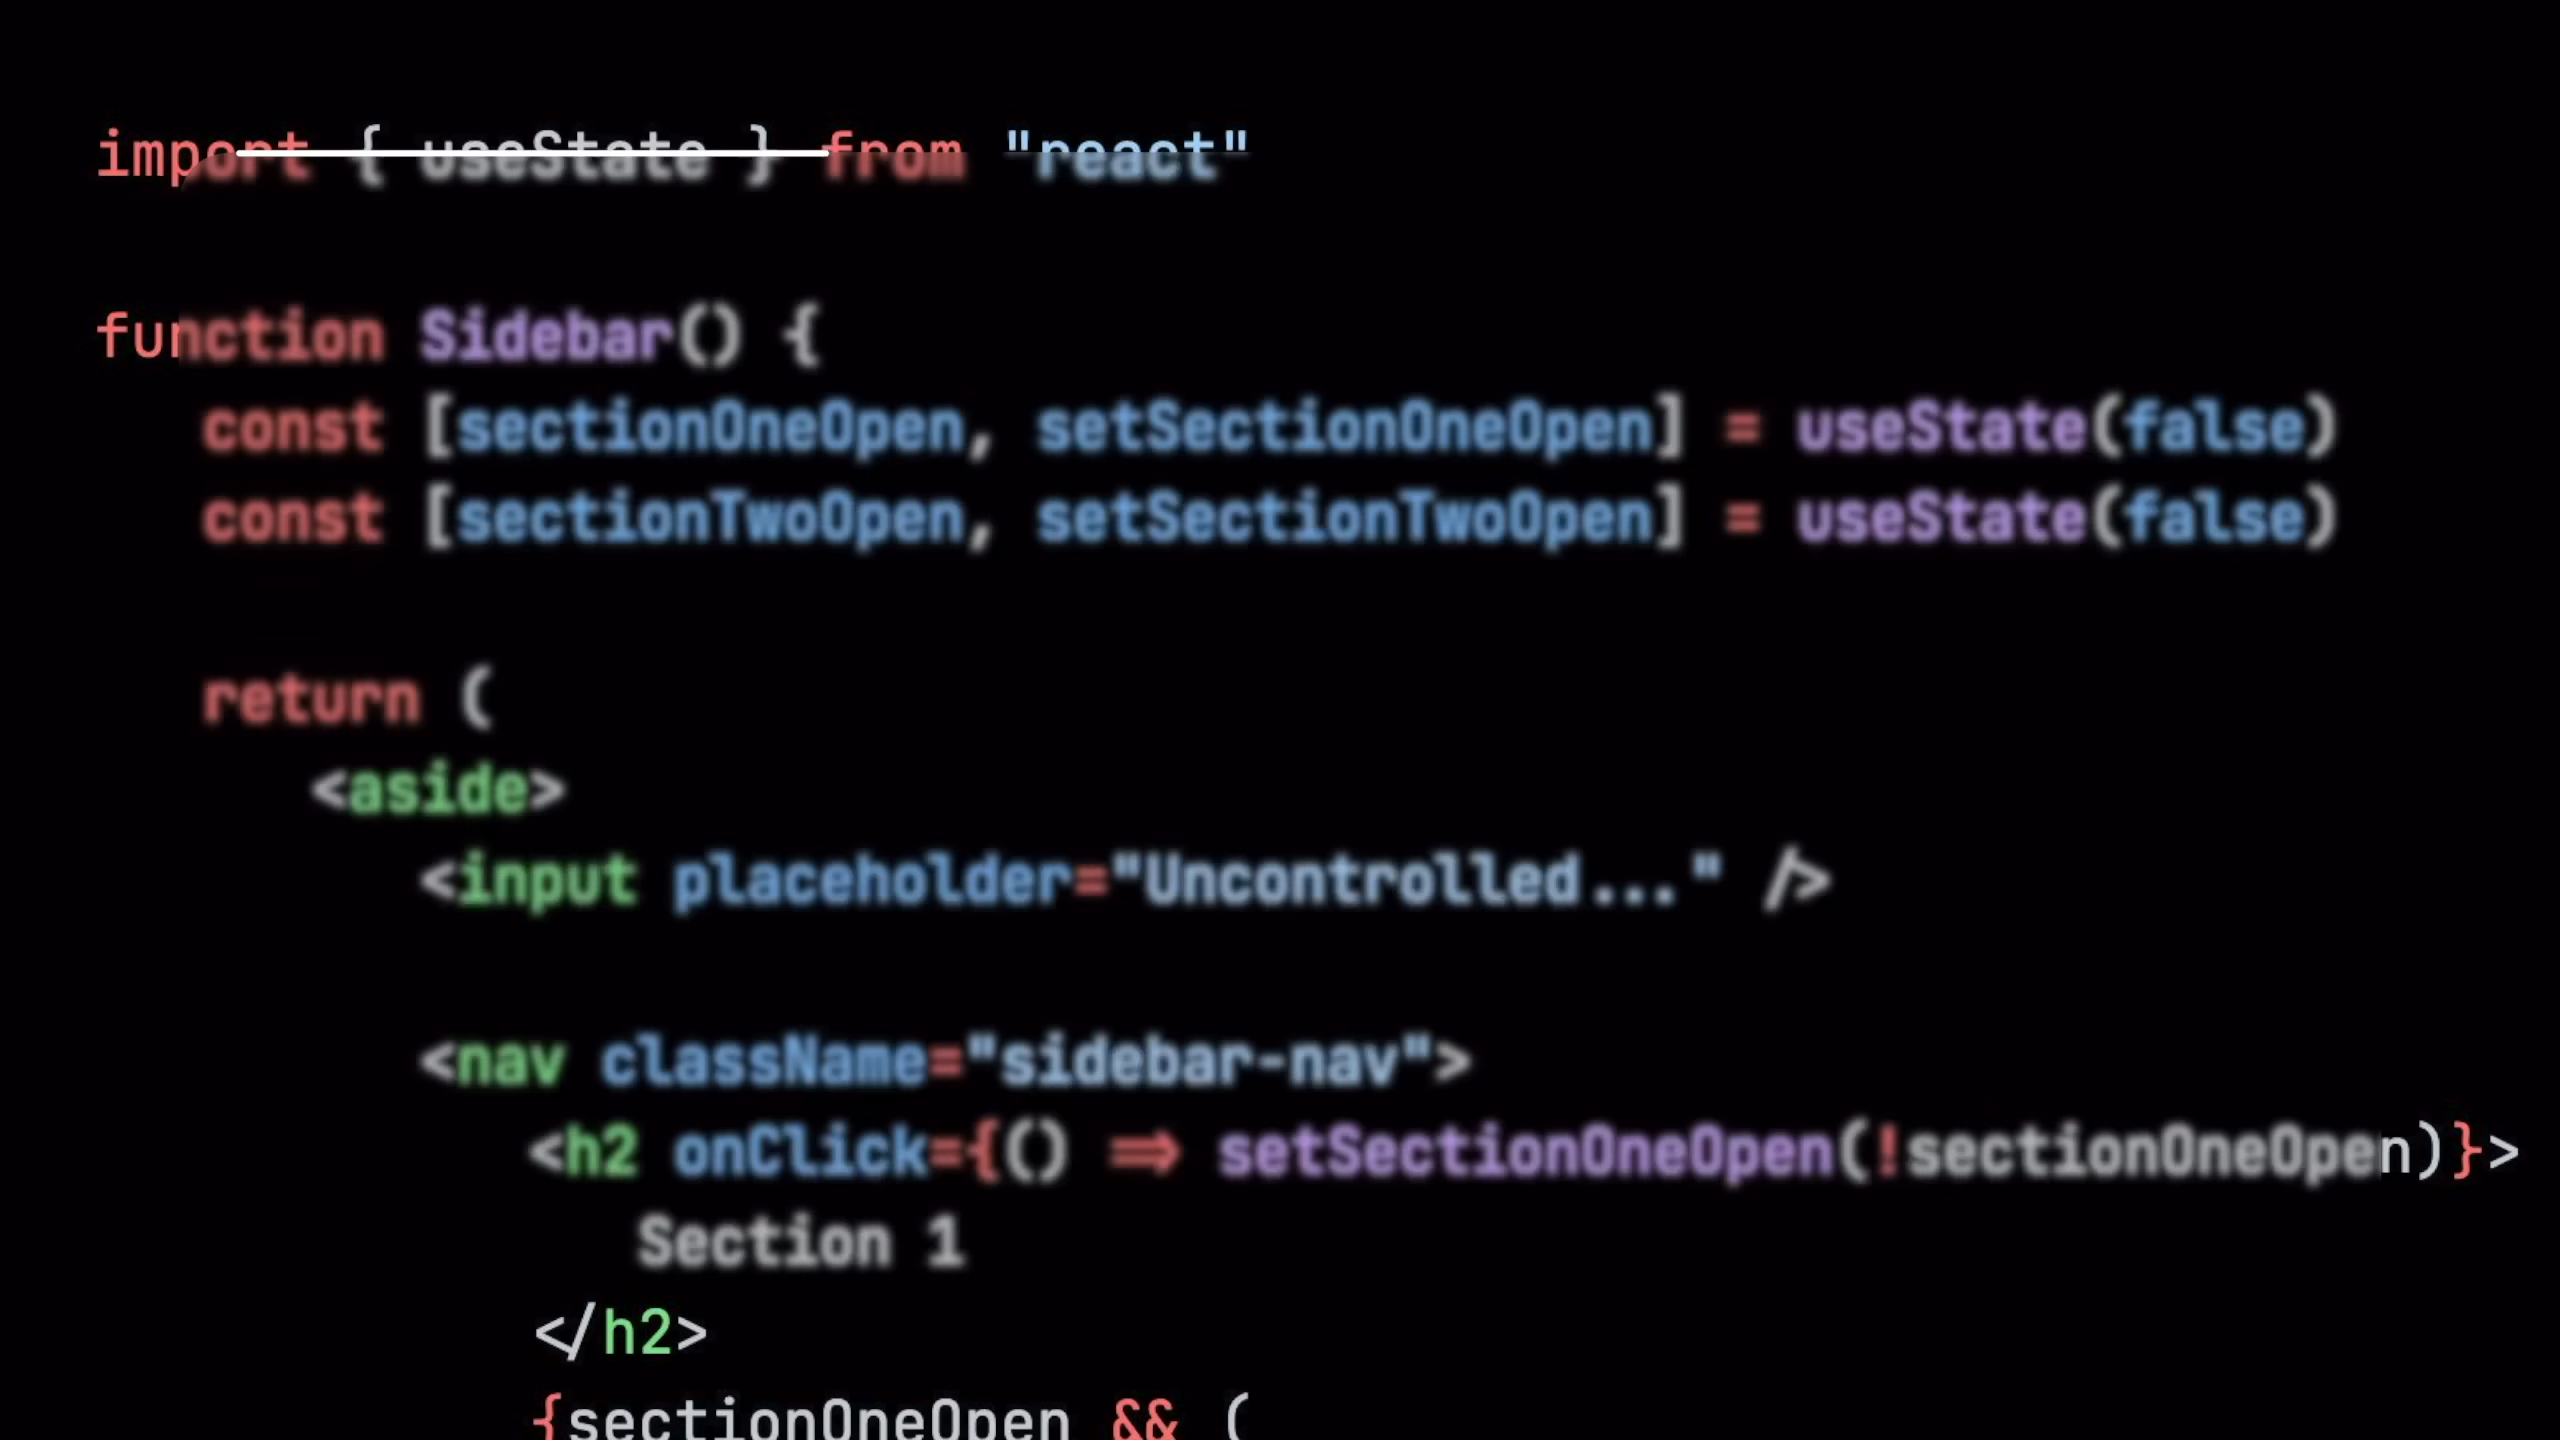 import { useState } from "react"
function Sidebar() {
const [sectionOneOpen, setSectionOneOpen] = useState(false)
const [sectionTwoOpen, setSectionTwoOpen] = useState(false)
return (
<aside>
<input placeholder="Uncontrolled..." />
<nav className="sidebar-nav">
<h2 onClick={() => setSectionOneOpen(!sectionOneOpen)}>
Section 1
</h2>
{sectionOneOpen && (